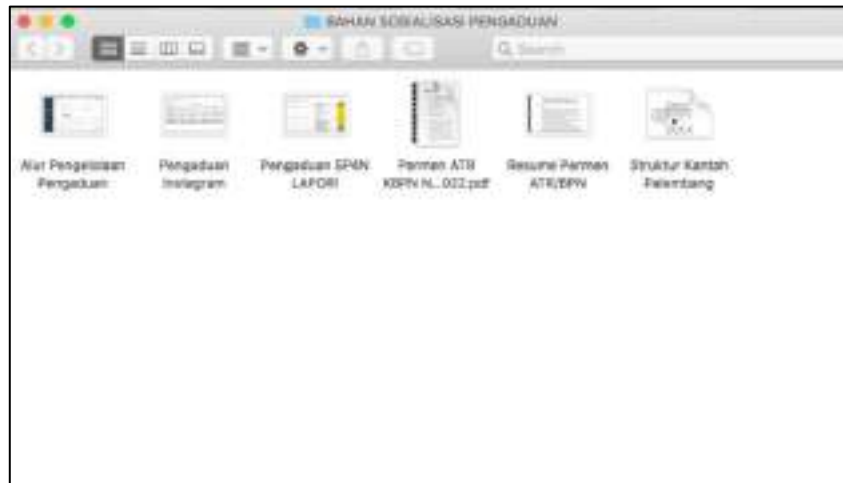 BAHAN SOSIALISASI PENGADUAN
Search
Alur Pengelolaan
Pengaduan
Pengaduan
Instagram
Pengaduan SP4N
LAPOR!
Permen ATR
KBPN N...022.pdf
Resume Permen
ATR/BPN
Struktur Kantah
Palembang